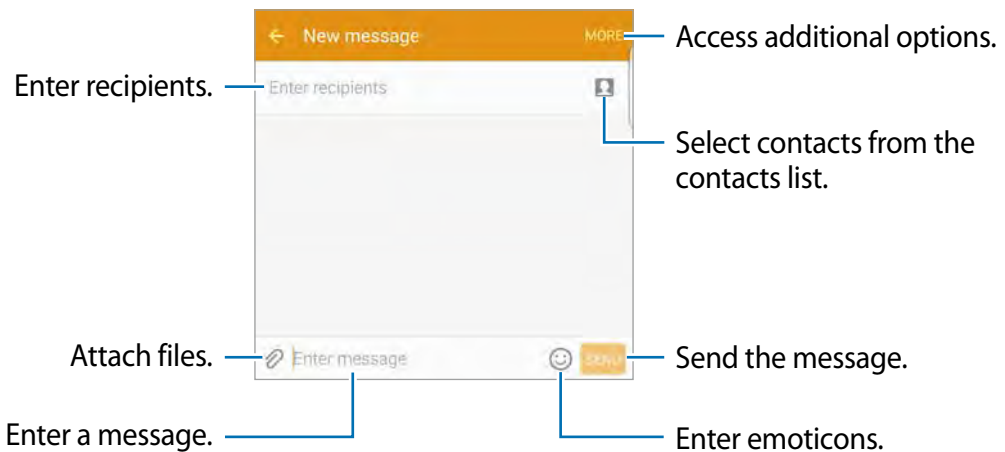 New message
MORE
Access additional options.
Enter recipients.
Enter recipients
Select contacts from the
contacts list.
Attach files.
Enter message
SEND
Send the message.
Enter a message.
Enter emoticons.